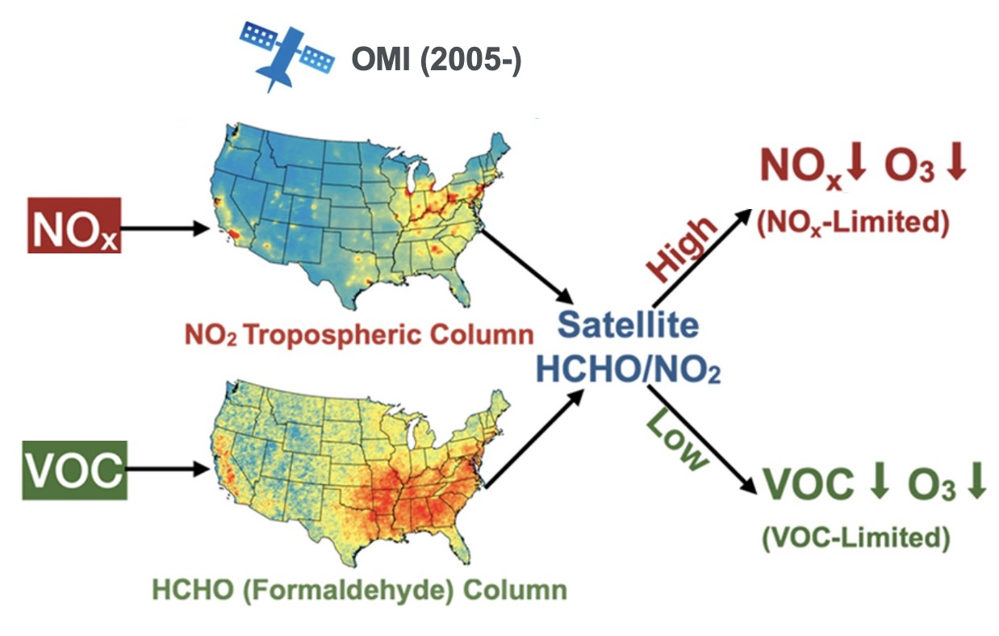 OMI (2005-)
NOx
NO2 Tropospheric Column
VOC
HCHO (Formaldehyde) Column
Satellite
HCHO/NO2
High
NOx ↓ O3 ↓
(NOx-Limited)
Low
VOC ↓ O3 ↓
(VOC-Limited)